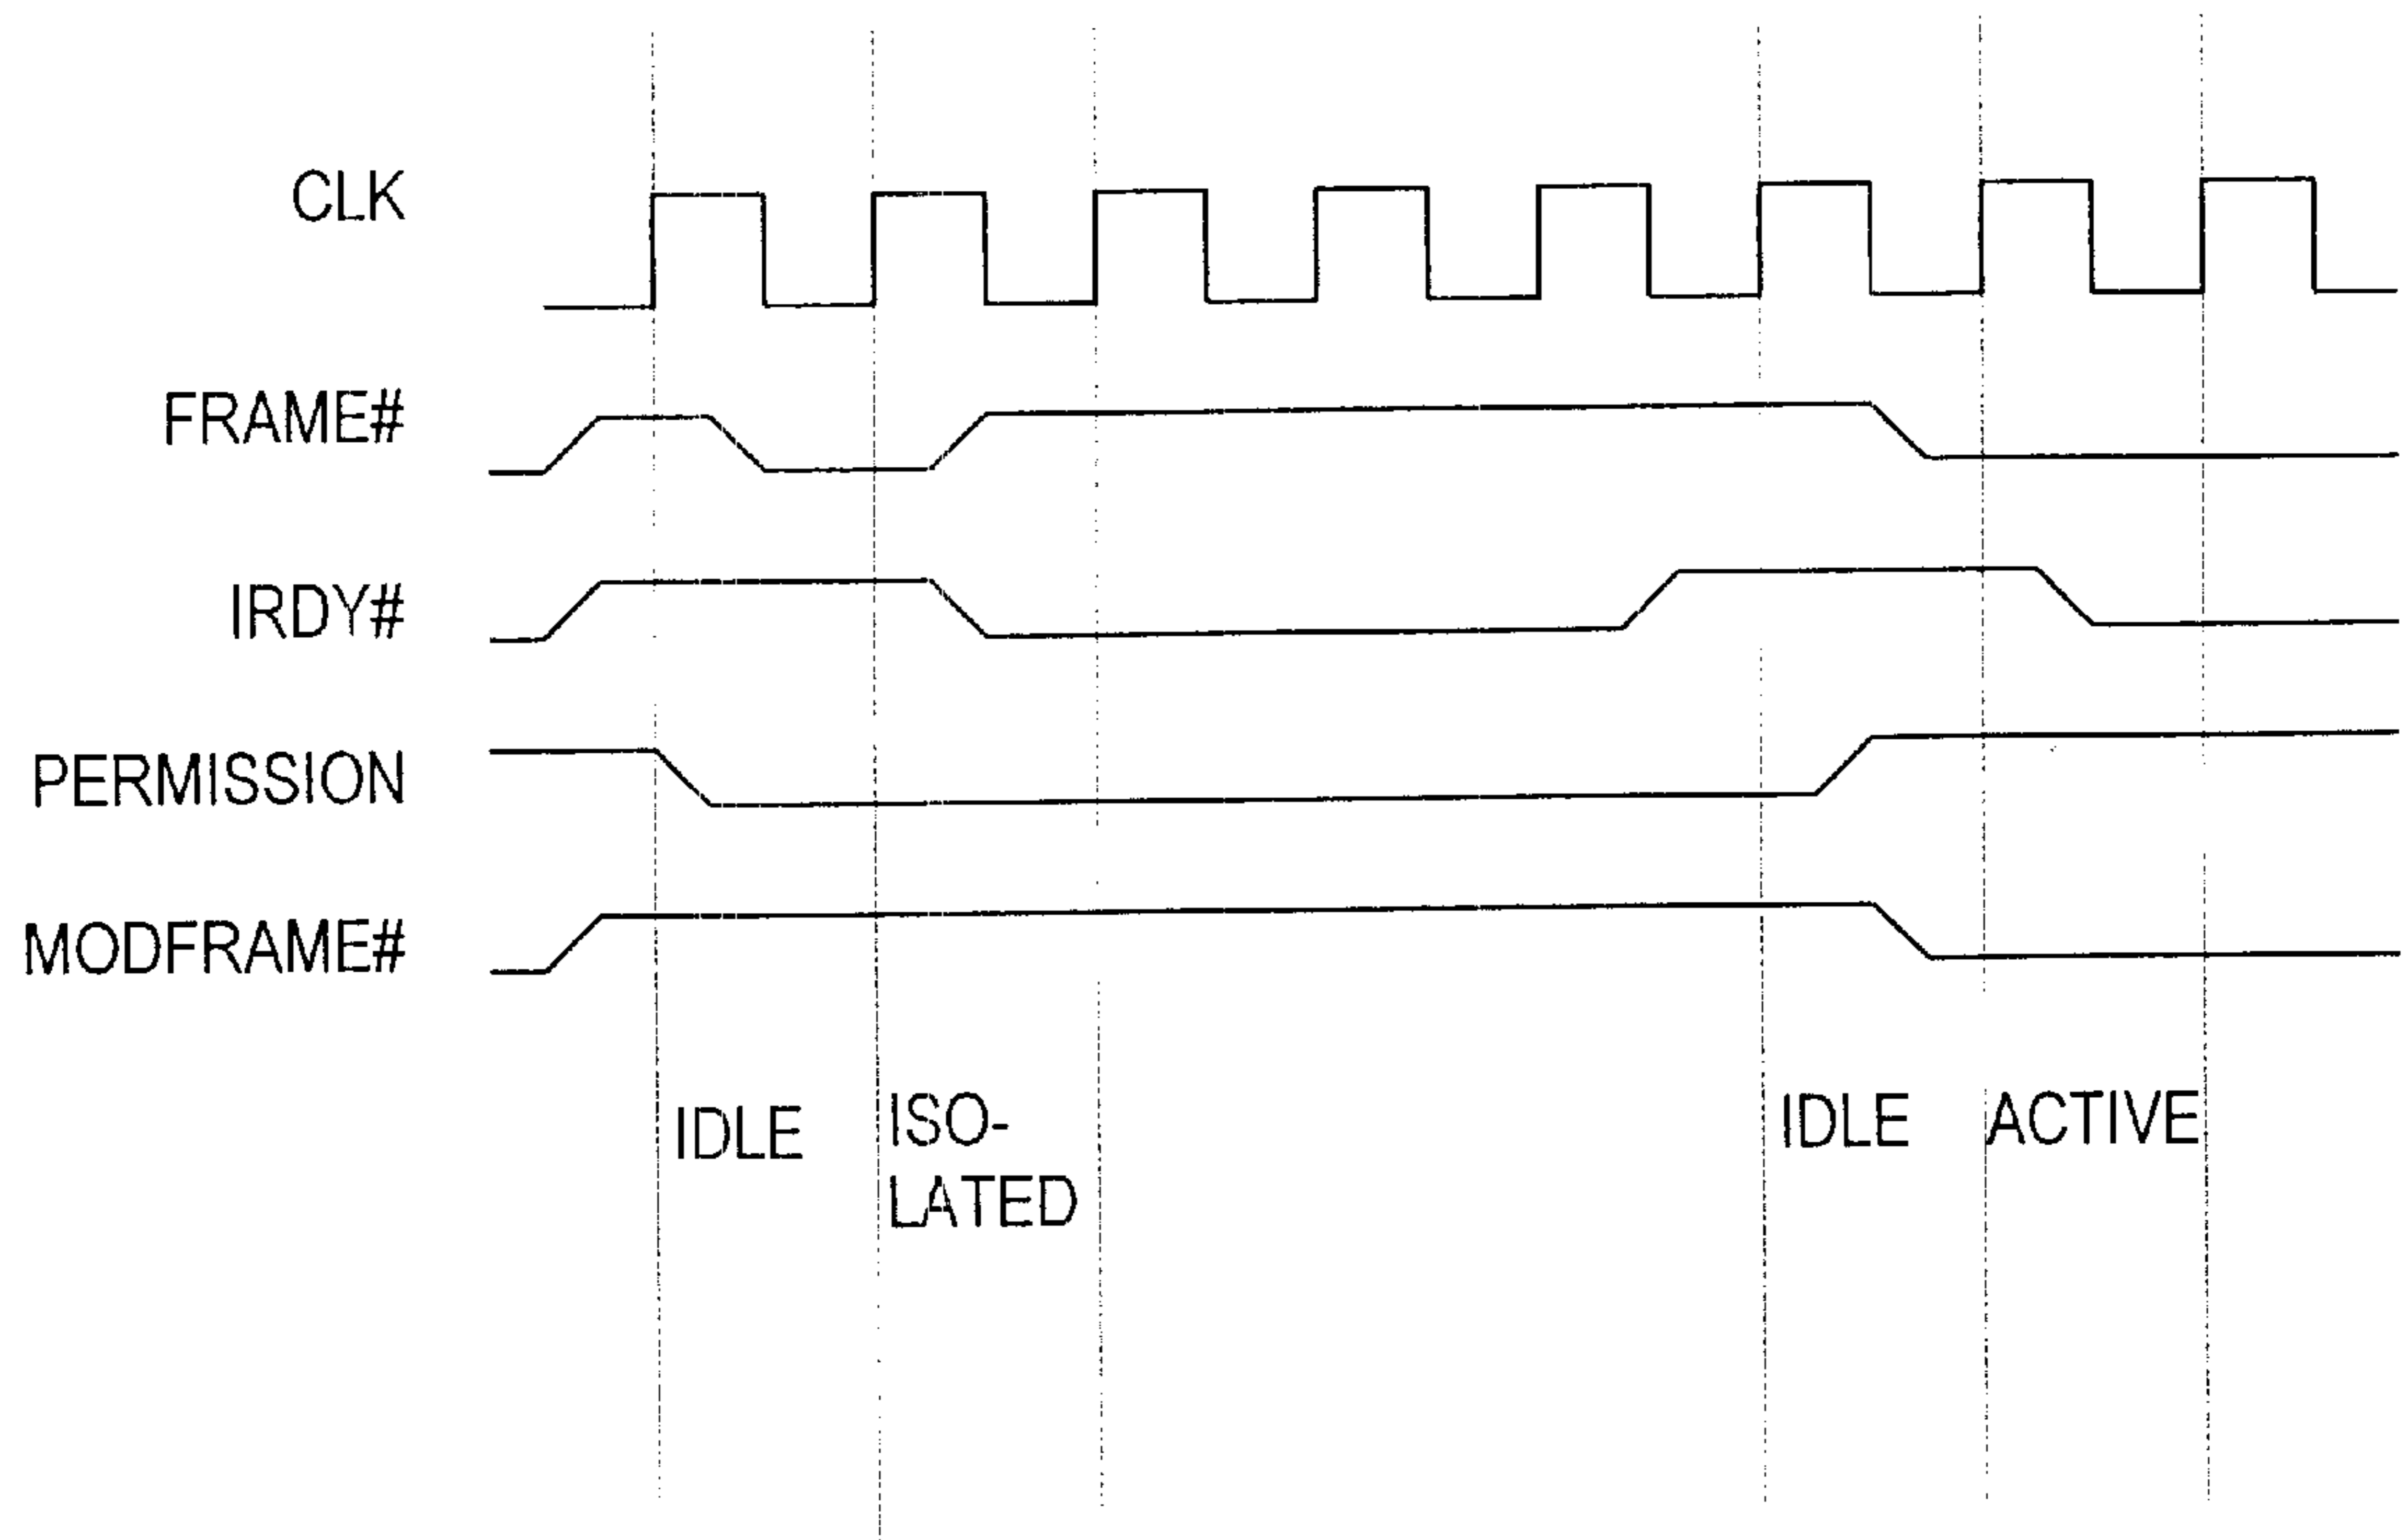 CLK
FRAME#
IRDY#
PERMISSION
MODFRAME#
IDLE
ISO-
LATED
IDLE
ACTIVE